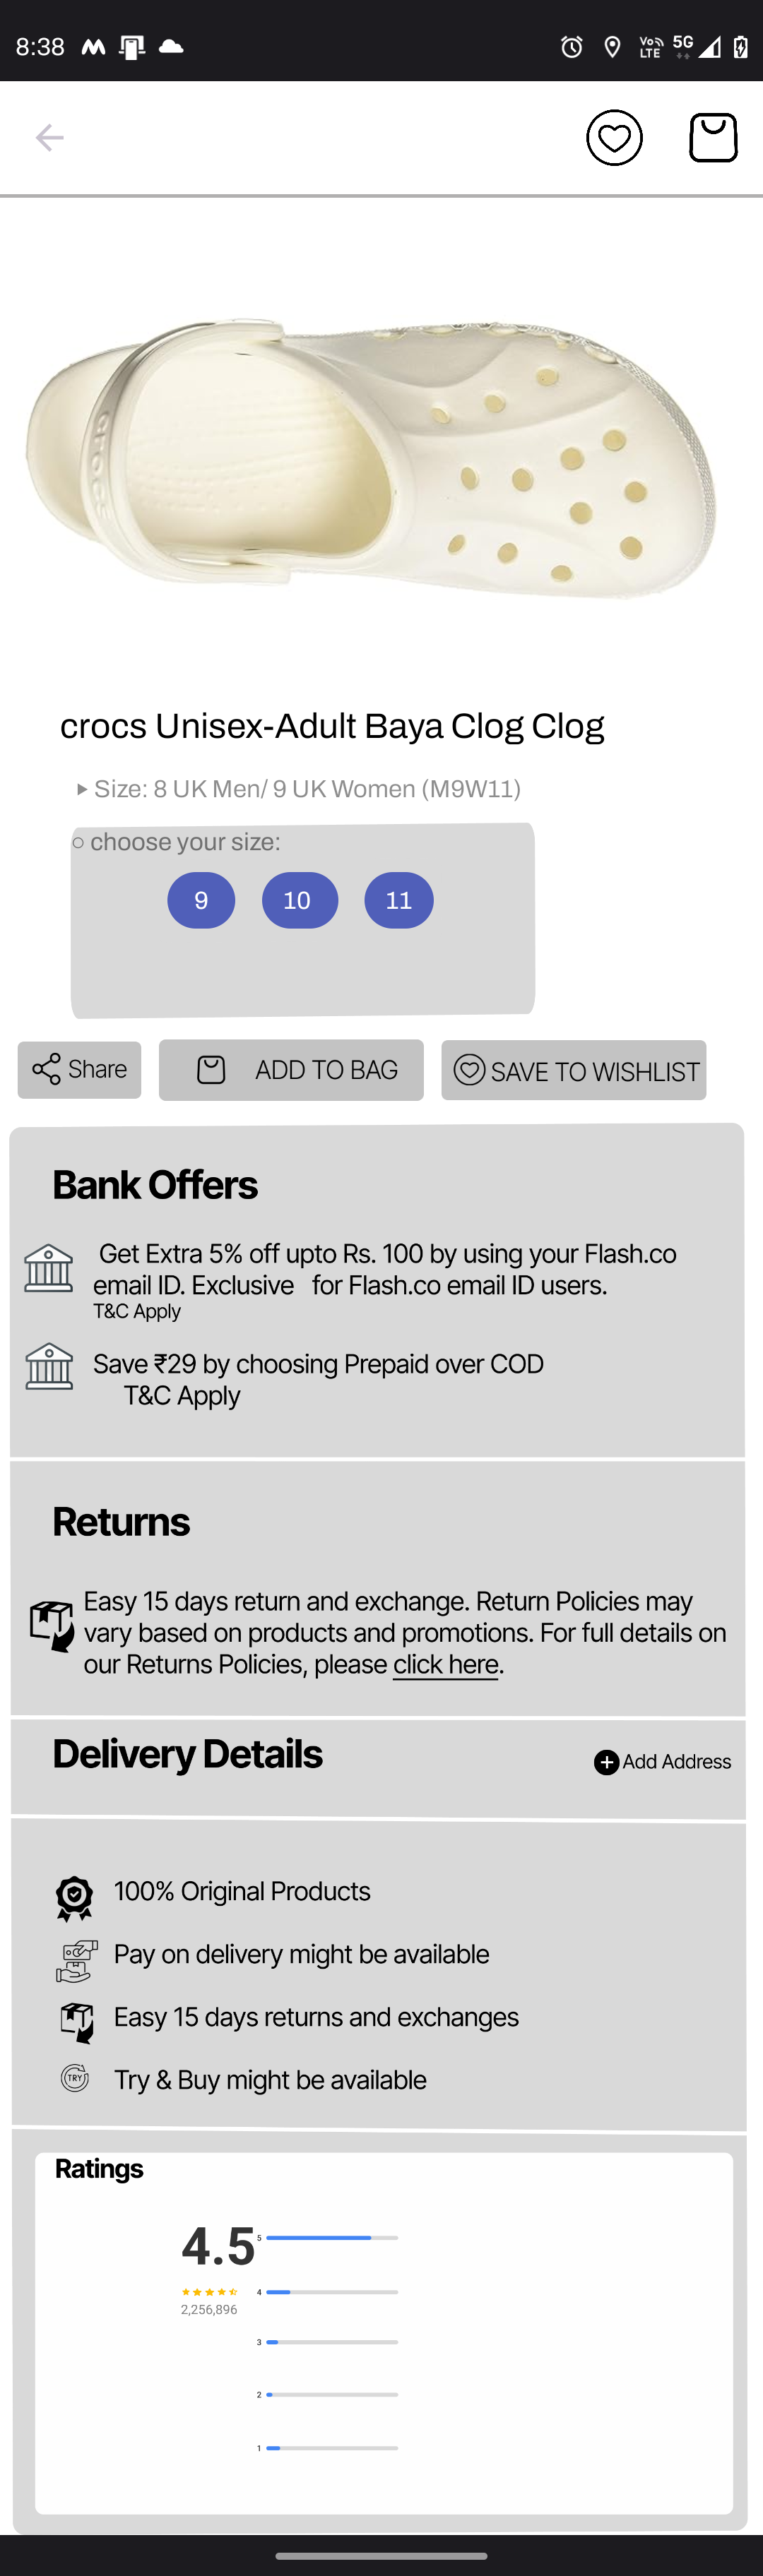 8:38
Vo LTE 5G
crocs
crocs Unisex-Adult Baya Clog Clog
Size: 8 UK Men/ 9 UK Women (M9W11)
choose your size:
9 10 11
Share ADD TO BAG SAVE TO WISHLIST
Bank Offers
Get Extra 5% off upto Rs. 100 by using your Flash.co
email ID. Exclusive for Flash.co email ID users.
T&C Apply
Save ₹29 by choosing Prepaid over COD
T&C Apply
Returns
Easy 15 days return and exchange. Return Policies may
vary based on products and promotions. For full details on
our Returns Policies, please click here.
Delivery Details Add Address
100% Original Products
Pay on delivery might be available
Easy 15 days returns and exchanges
TRY Try & Buy might be available
Ratings
4.5 5
4
2,256,896
3
2
1